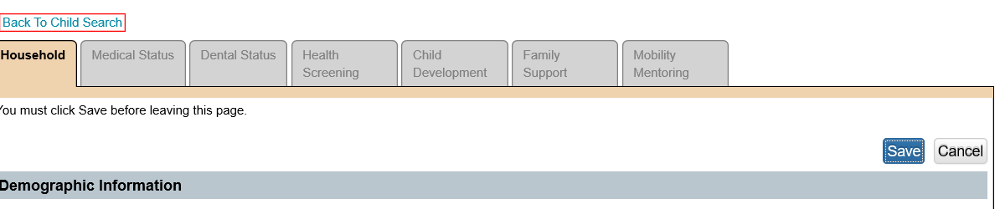 Back To Child Search
Household
Medical Status
Dental Status
Health
Screening
Child
Development
Family
Support
Mobility
Mentoring
You must click Save before leaving this page.
Save
Cancel
Demographic Information